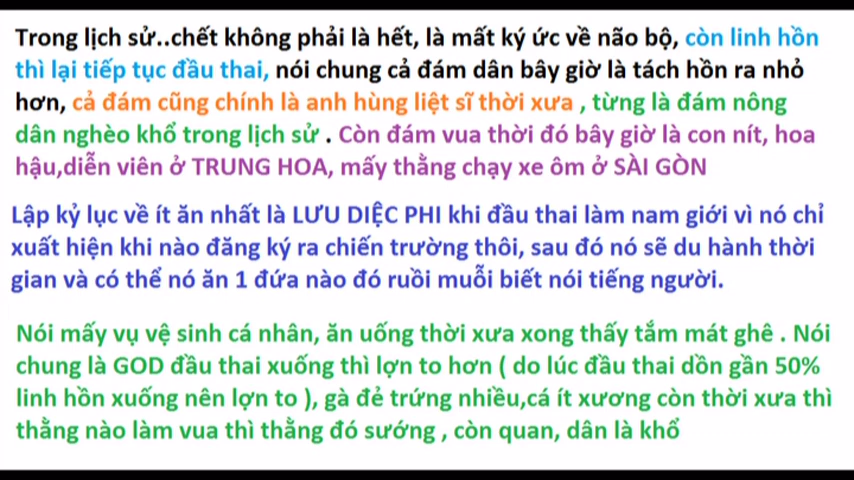 Trong lịch sử..chết không phải là hết, là mất ký ức về não bộ, còn linh hồn
thì lại tiếp tục đầu thai, nói chung cả đám dân bây giờ là tách hồn ra nhỏ
hơn, cả đám cũng chính là anh hùng liệt sĩ thời xưa , từng là đám nông
dân nghèo khổ trong lịch sử . Còn đám vua thời đó bây giờ là con nít, hoa
hậu,diễn viên ở TRUNG HOA, mấy thằng chạy xe ôm ở SÀI GÒN
Lập kỷ lục về ít ăn nhất là LƯU DIỆC PHI khi đầu thai làm nam giới vì nó chỉ
xuất hiện khi nào đăng ký ra chiến trường thôi, sau đó nó sẽ du hành thời
gian và có thể nó ăn 1 đứa nào đó ruồi muỗi biết nói tiếng người.
Nói mấy vụ vệ sinh cá nhân, ăn uống thời xưa xong thấy tắm mát ghê . Nói
chung là GOD đầu thai xuống thì lợn to hơn ( do lúc đầu thai dồn gần 50%
linh hồn xuống nên lợn to ), gà đẻ trứng nhiều,cá ít xương còn thời xưa thì
thằng nào làm vua thì thằng đó sướng , còn quan, dân là khổ